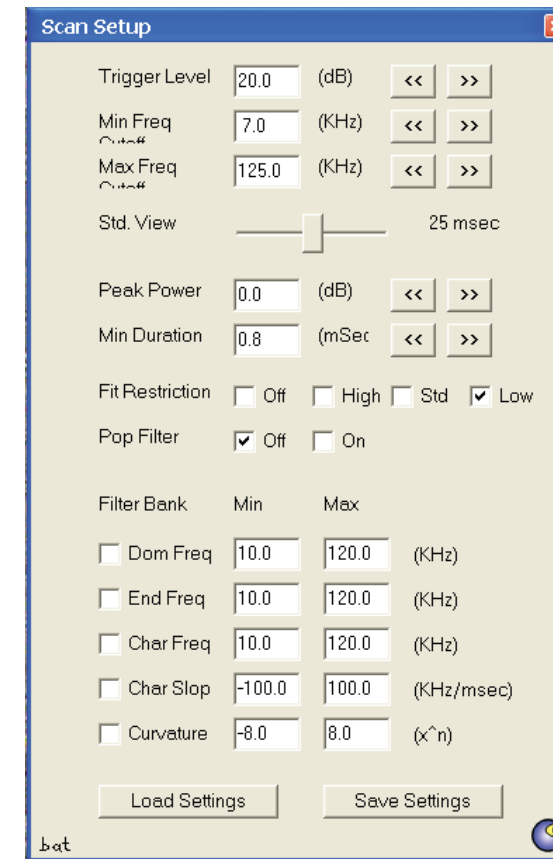 Scan Setup
Trigger Level 20.0 (dB) << >>
Min Freq 7.0 (KHz) << >>
Cutoff
Max Freq 125.0 (KHz) << >>
Cutoff
Std. View 25 msec
Peak Power 0.0 (dB) << >>
Min Duration 0.8 (mSec << >>
Fit Restriction Off High Std Low
Pop Filter Off On
Filter Bank Min Max
Dom Freq 10.0 120.0 (KHz)
End Freq 10.0 120.0 (KHz)
Char Freq 10.0 120.0 (KHz)
Char Slop -100.0 100.0 (KHz/msec)
Curvature -8.0 8.0 (x^n)
Load Settings Save Settings
bat